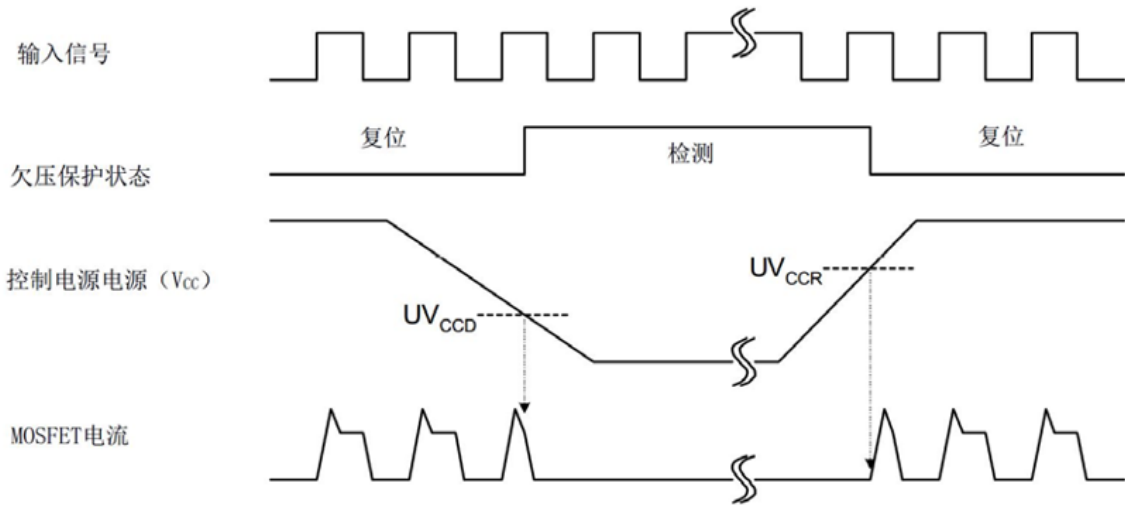 输入信号
复位
检测
复位
欠压保护状态
控制电源电源（Vcc）
UVCCD
UVCCR
MOSFET电流